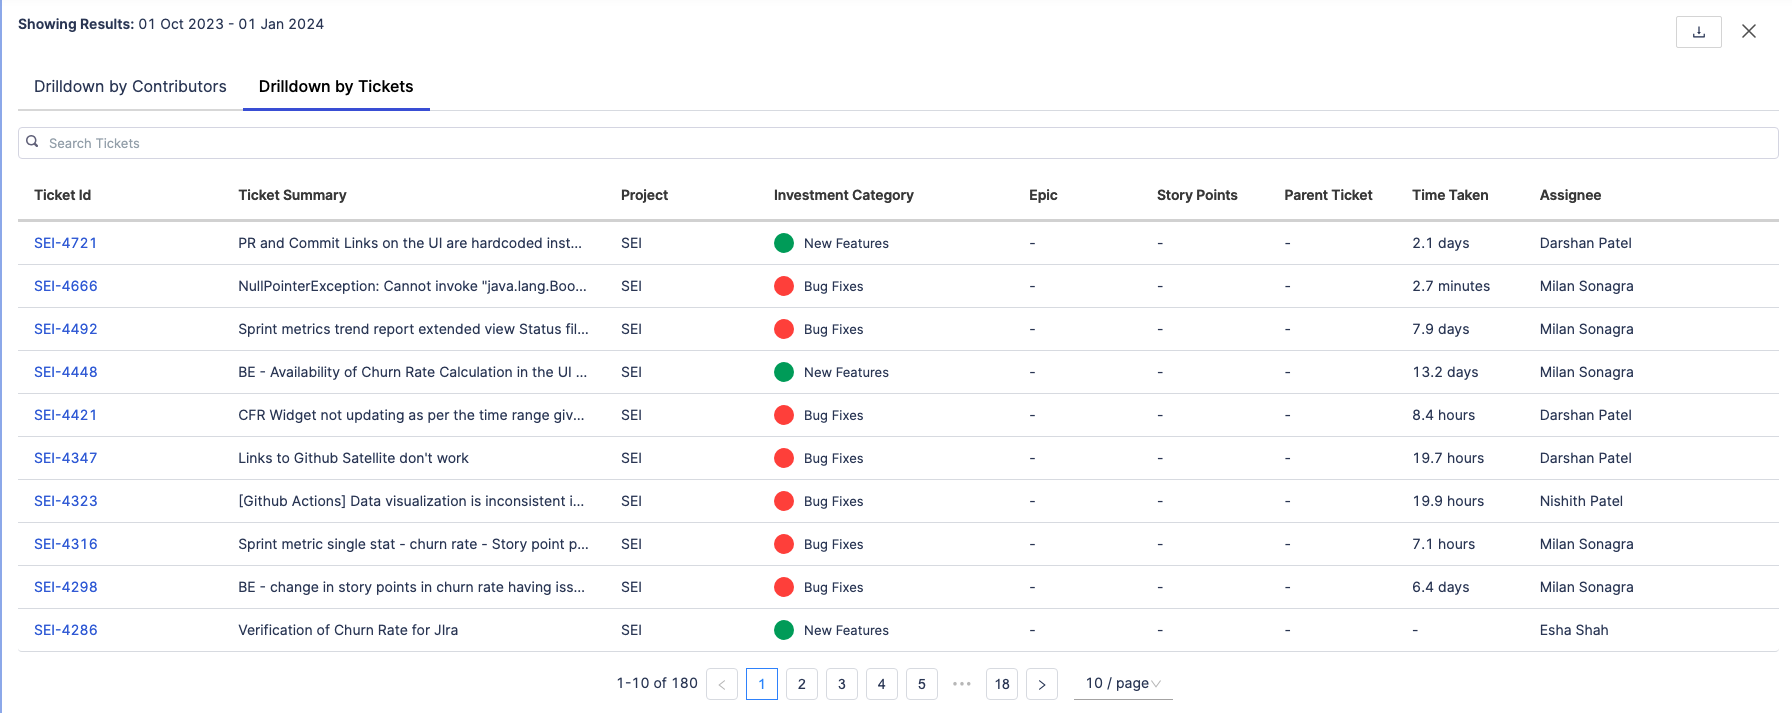 Showing Results: 01 Oct 2023 - 01 Jan 2024
Drilldown by Contributors Drilldown by Tickets
Search Tickets
Ticket Id Ticket Summary Project Investment Category Epic Story Points Parent Ticket Time Taken Assignee
SEI-4721 PR and Commit Links on the UI are hardcoded inst... SEI New Features - - - 2.1 days Darshan Patel
SEI-4666 NullPointerException: Cannot invoke "java.lang.Boo... SEI Bug Fixes - - - 2.7 minutes Milan Sonagra
SEI-4492 Sprint metrics trend report extended view Status fil... SEI Bug Fixes - - - 7.9 days Milan Sonagra
SEI-4448 BE - Availability of Churn Rate Calculation in the UI ... SEI New Features - - - 13.2 days Milan Sonagra
SEI-4421 CFR Widget not updating as per the time range giv... SEI Bug Fixes - - - 8.4 hours Darshan Patel
SEI-4347 Links to Github Satellite don't work SEI Bug Fixes - - - 19.7 hours Darshan Patel
SEI-4323 [Github Actions] Data visualization is inconsistent i... SEI Bug Fixes - - - 19.9 hours Nishith Patel
SEI-4316 Sprint metric single stat - churn rate - Story point p... SEI Bug Fixes - - - 7.1 hours Milan Sonagra
SEI-4298 BE - change in story points in churn rate having iss... SEI Bug Fixes - - - 6.4 days Milan Sonagra
SEI-4286 Verification of Churn Rate for JIra SEI New Features - - - - Esha Shah
1-10 of 180 < 1 2 3 4 5 ••• 18 > 10 / page